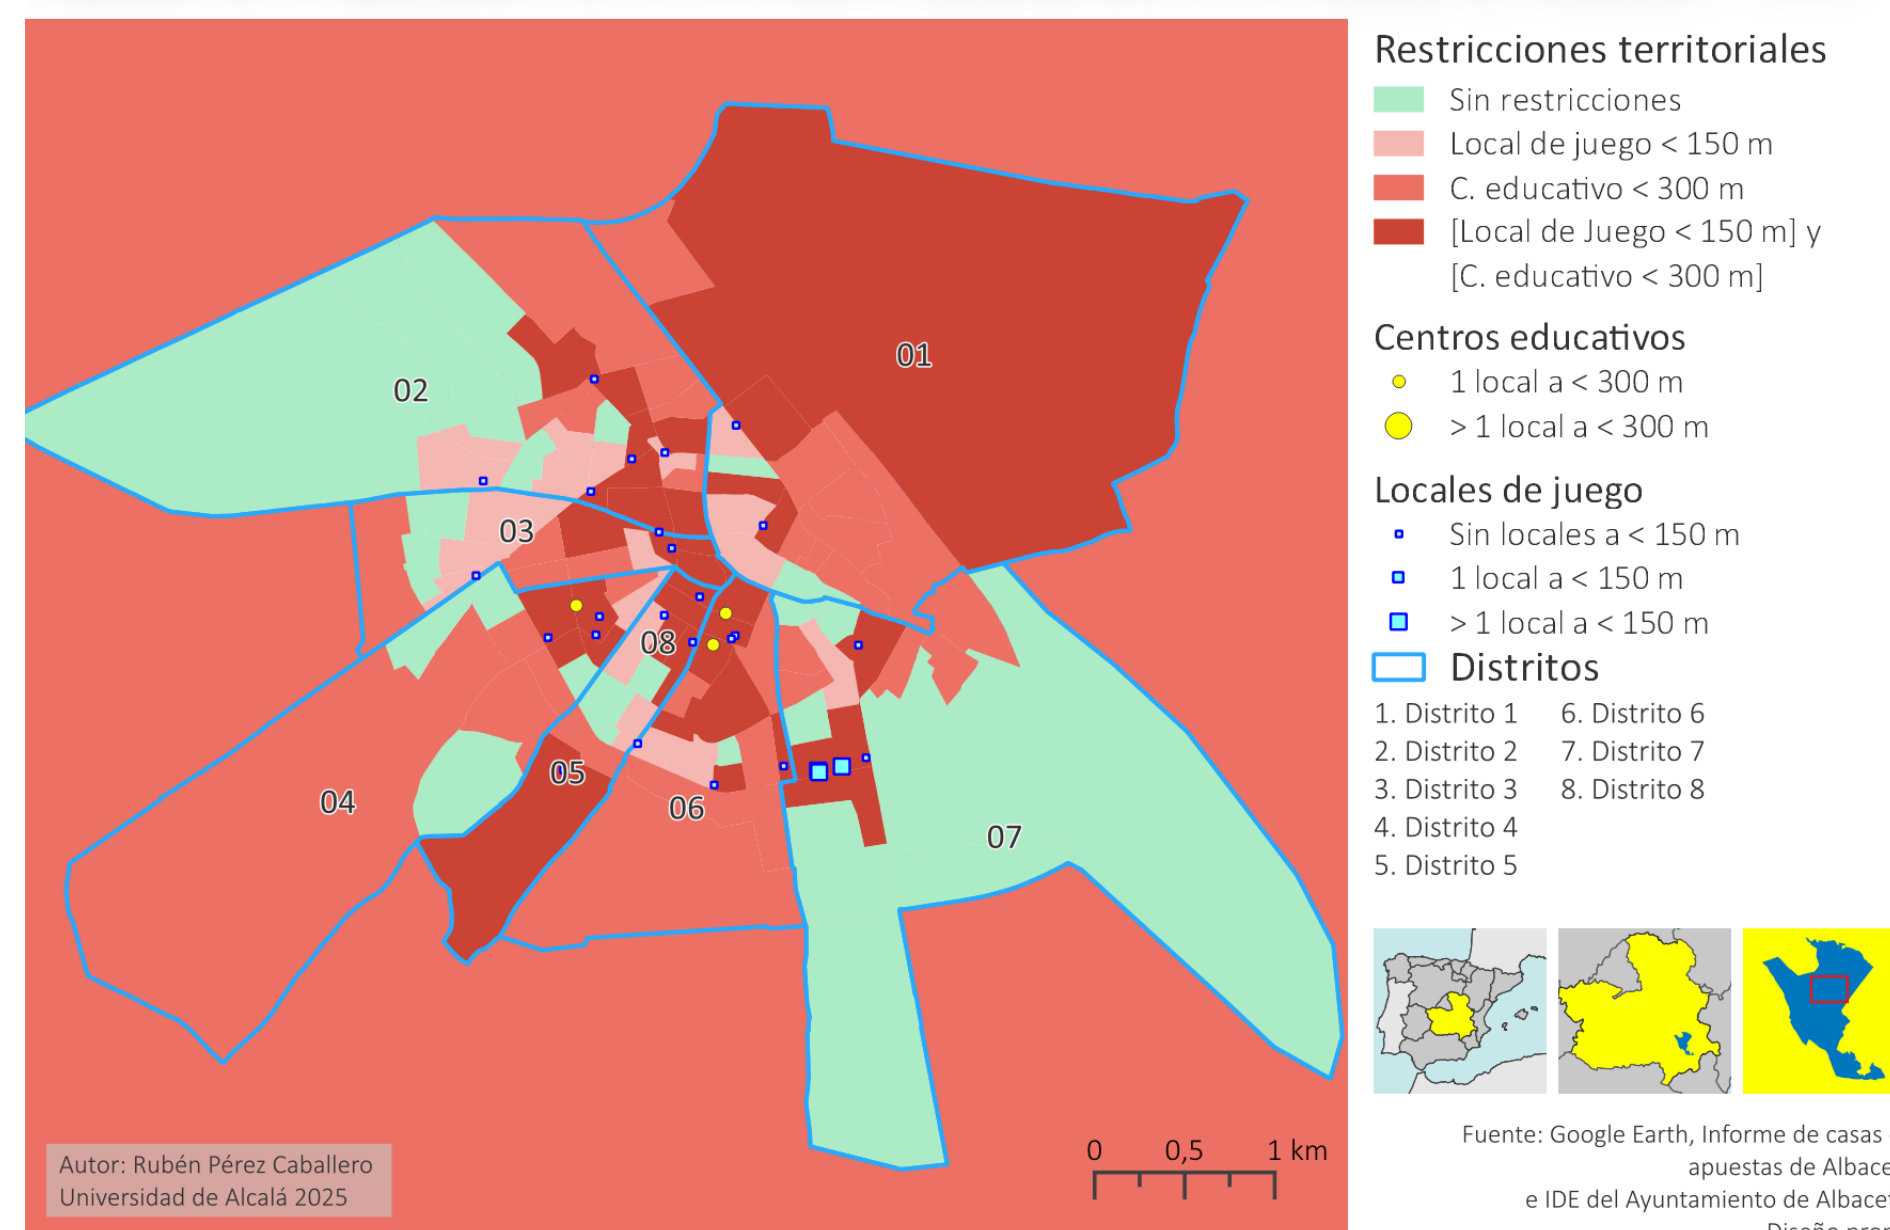 Restricciones territoriales
Sin restricciones
Local de juego < 150 m
C. educativo < 300 m
[Local de Juego < 150 m] y
[C. educativo < 300 m]
Centros educativos
1 local a < 300 m
> 1 local a < 300 m
Locales de juego
Sin locales a < 150 m
1 local a < 150 m
> 1 local a < 150 m
Distritos
1. Distrito 1 6. Distrito 6
2. Distrito 2 7. Distrito 7
3. Distrito 3 8. Distrito 8
4. Distrito 4
5. Distrito 5
01
02
03
08
05
04
06
07
0 0,5 1 km
Autor: Rubén Pérez Caballero
Universidad de Alcalá 2025
Fuente: Google Earth, Informe de casas
apuestas de Albace
e IDE del Ayuntamiento de Albace